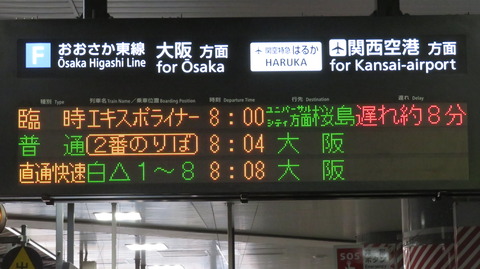 F おおさか東線 大阪 方面 関空特急 はるか 関西空港 方面
Ōsaka Higashi Line for Ōsaka HARUKA for Kansai-airport
種別 Type 列車名 Train Name／乗車位置 Boarding Position 時刻 Departure Time 行先 Destination 遅れ Delay
臨時 エキスポライナー 8:00 ユニバーサルシティ方面 桜島 遅れ約8分
普通 2番のりば 8:04 大阪
直通快速 白△1～8 8:08 大阪
SOS